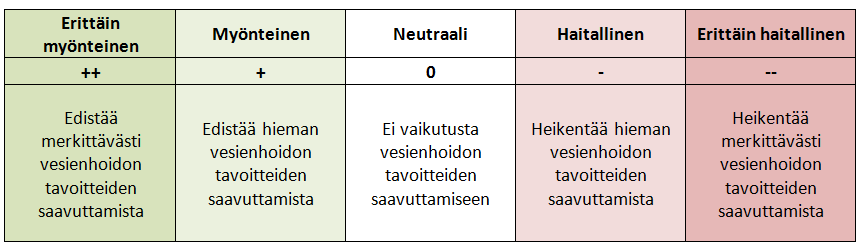 Erittäin
myönteinen
Myönteinen
Neutraali
Haitallinen
Erittäin haitallinen
++
+
0
-
--
Edistää
merkittävästi
vesienhoidon
tavoitteiden
saavuttamista
Edistää hieman
vesienhoidon
tavoitteiden
saavuttamista
Ei vaikutusta
vesienhoidon
tavoitteiden
saavuttamiseen
Heikentää hieman
vesienhoidon
tavoitteiden
saavuttamista
Heikentää
merkittävästi
vesienhoidon
tavoitteiden
saavuttamista